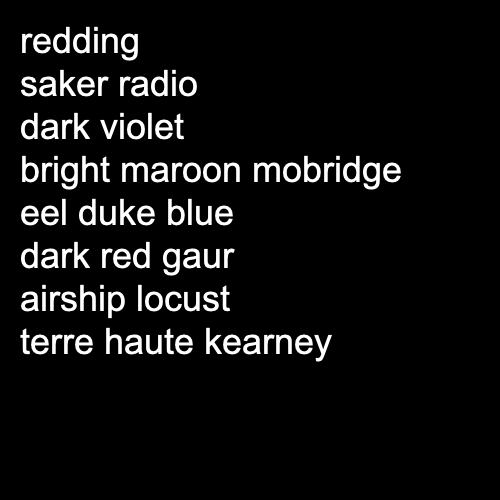 redding
saker radio
dark violet
bright maroon mobridge
eel duke blue
dark red gaur
airship locust
terre haute kearney